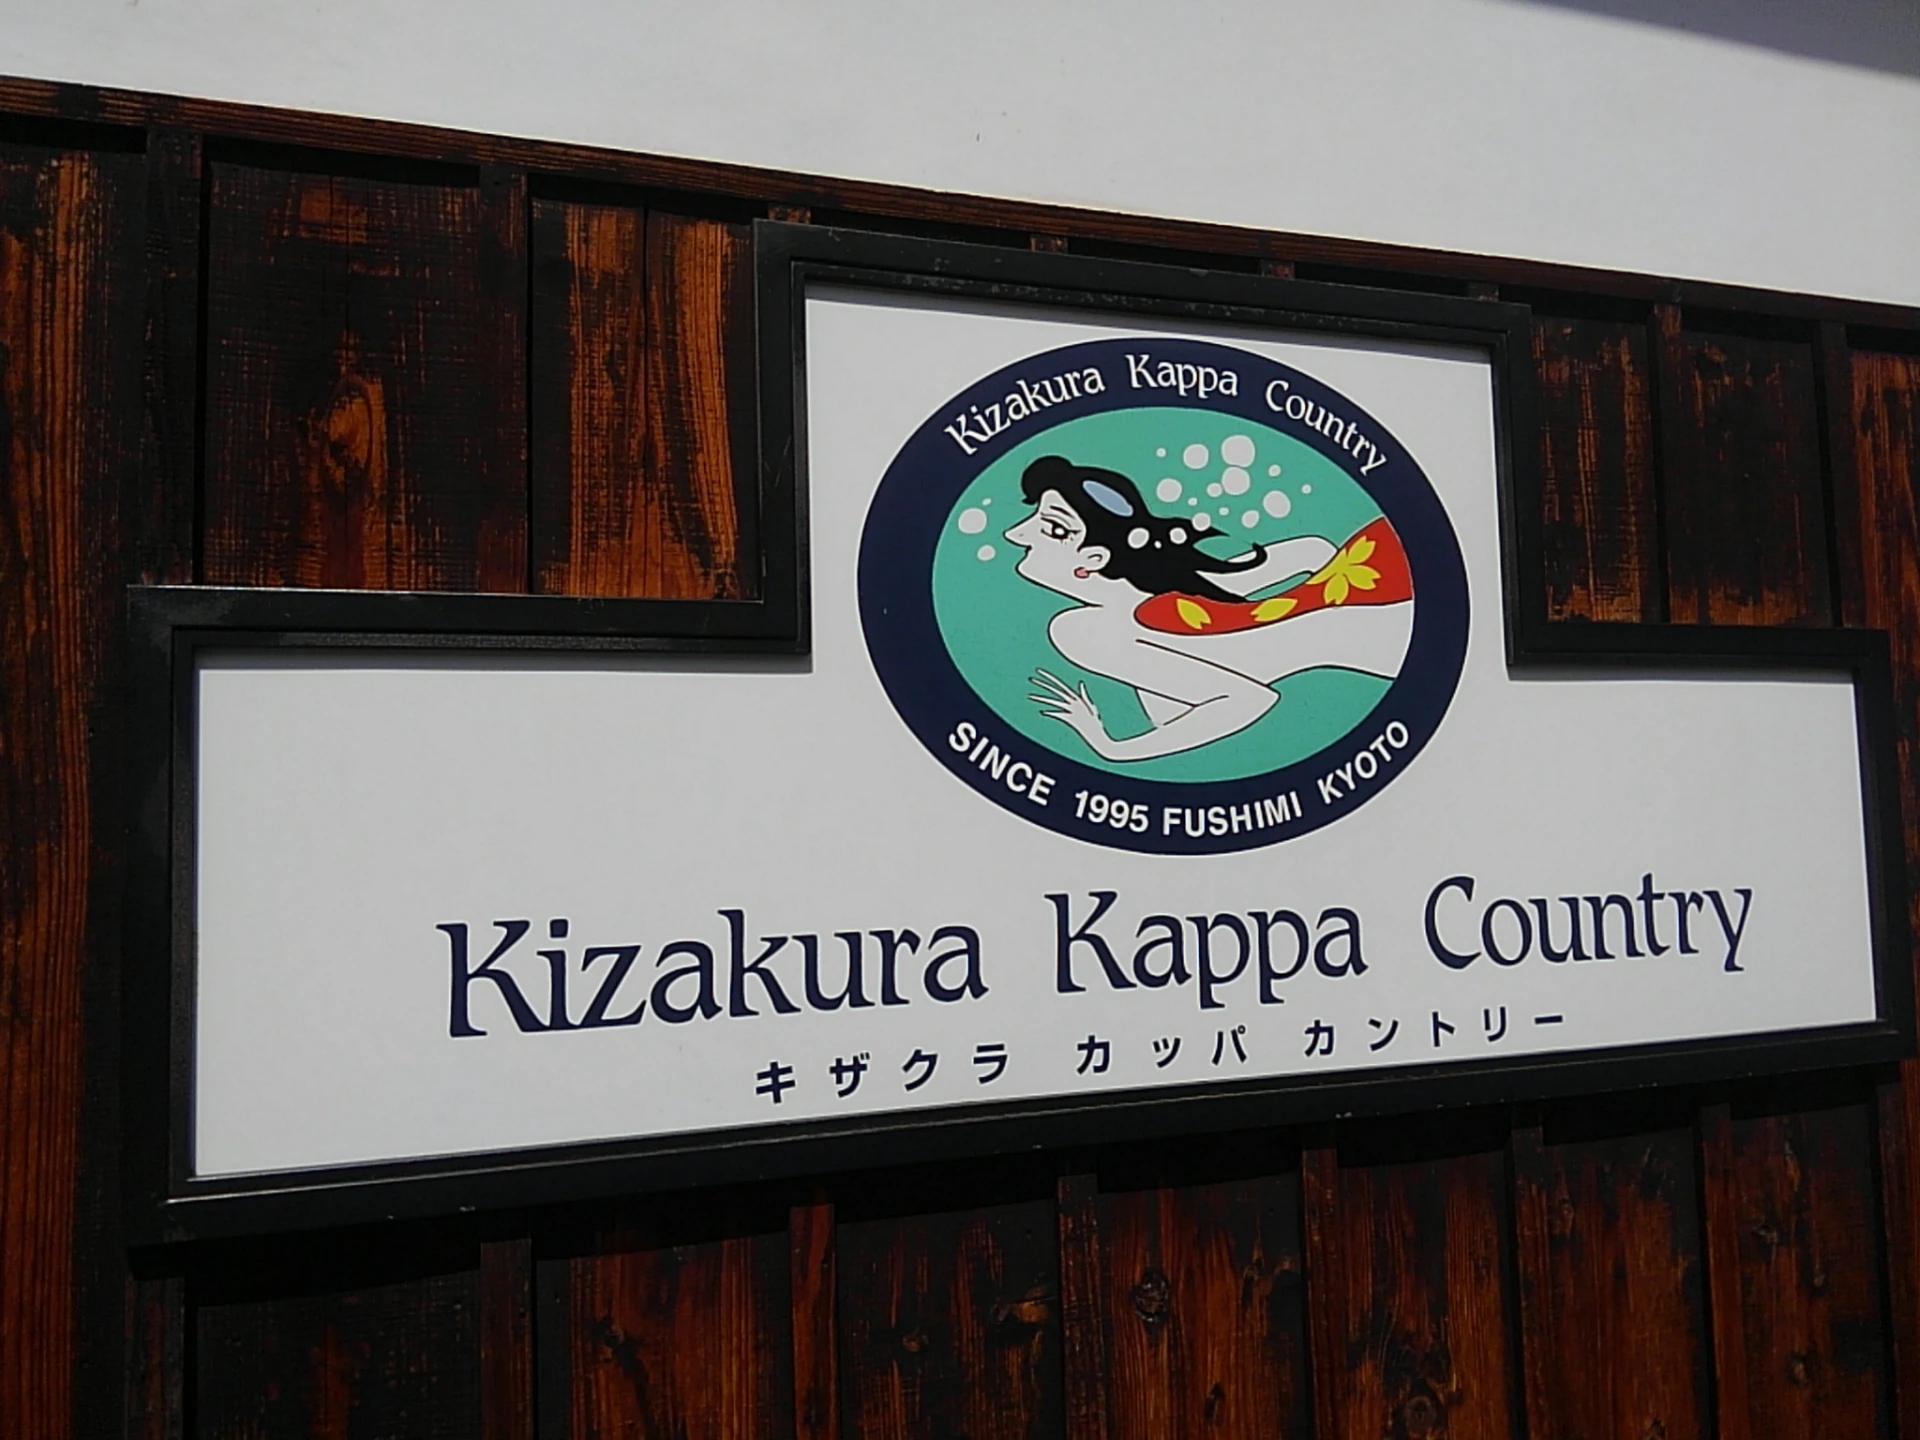 Kizakura Kappa Country
SINCE 1995 FUSHIMI KYOTO
Kizakura Kappa Country
キザクラ カッパ カントリー